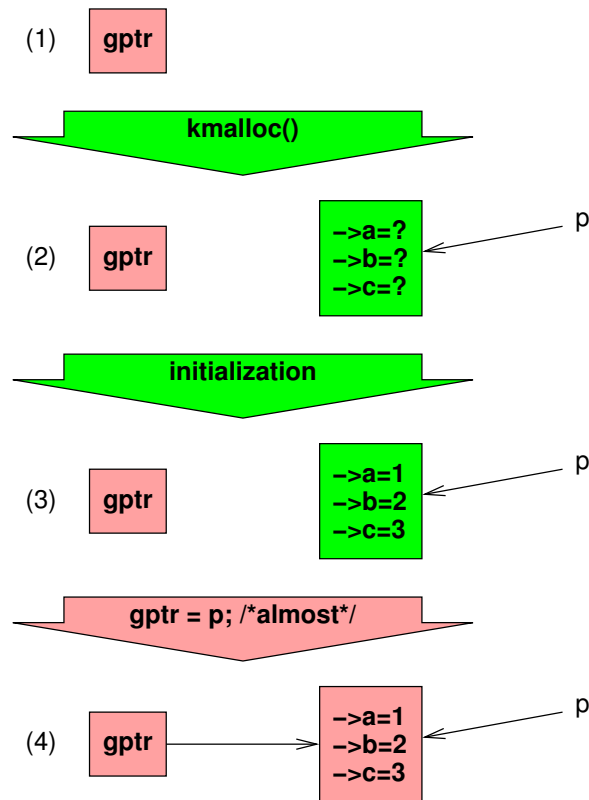 (1) gptr
kmalloc()
(2) gptr
−>a=?
−>b=?
−>c=?
p
initialization
(3) gptr
−>a=1
−>b=2
−>c=3
p
gptr = p; /*almost*/
(4) gptr
−>a=1
−>b=2
−>c=3
p